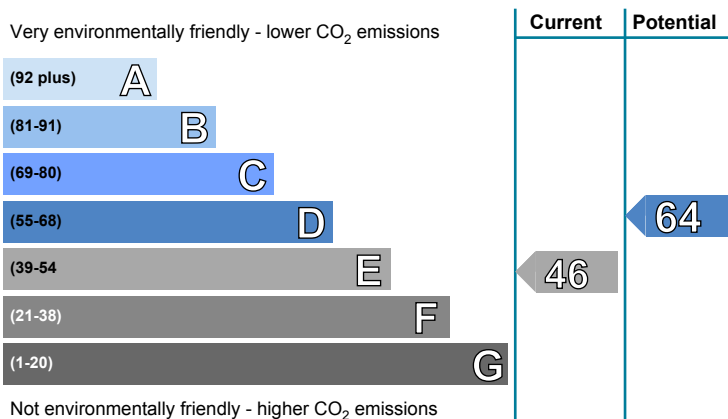 Very environmentally friendly - lower CO2 emissions
Current
Potential
(92 plus) A
(81-91) B
(69-80) C
(55-68) D
64
(39-54 E
46
(21-38) F
(1-20) G
Not environmentally friendly - higher CO2 emissions